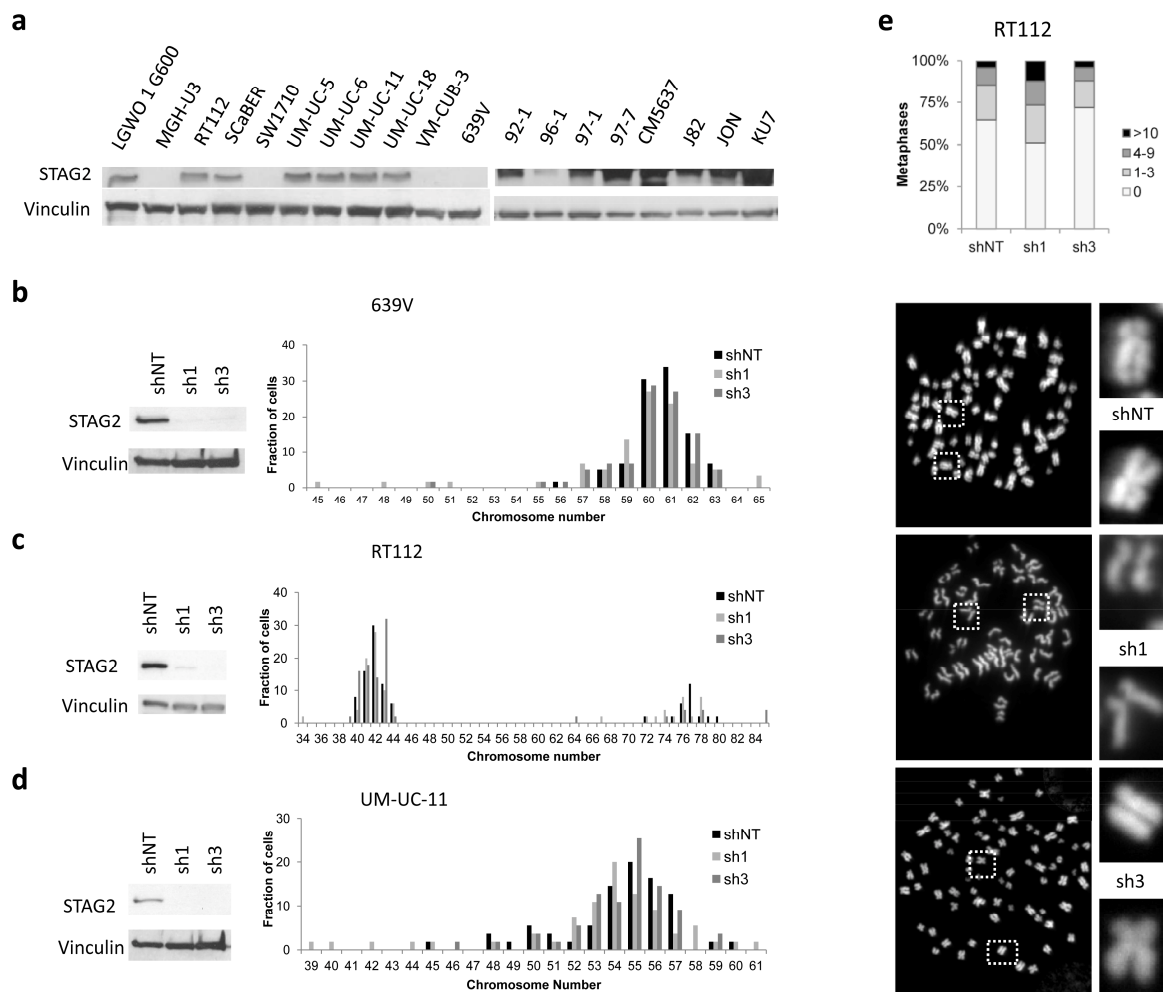 a
LGWO 1 G600 MGH-U3 RT112 SCaBER SW1710 UM-UC-5 UM-UC-6 UM-UC-11 UM-UC-18 VM-CUB-3 639V 92-1 96-1 97-1 97-7 CM5637 J82 JON KU7
STAG2
Vinculin
b
639V
shNT sh1 sh3
STAG2
Vinculin
Fraction of cells
40
30
20
10
0
shNT
sh1
sh3
45 46 47 48 49 50 51 52 53 54 55 56 57 58 59 60 61 62 63 64 65
Chromosome number
c
RT112
shNT sh1 sh3
STAG2
Vinculin
Fraction of cells
40
30
20
10
0
shNT
sh1
sh3
34 36 38 40 42 44 46 48 50 52 54 56 58 60 62 64 66 68 70 72 74 76 78 80 82 84
Chromosome number
d
UM-UC-11
shNT sh1 sh3
STAG2
Vinculin
Fraction of cells
30
20
10
0
shNT
sh1
sh3
39 40 41 42 43 44 45 46 47 48 49 50 51 52 53 54 55 56 57 58 59 60 61
Chromosome Number
e
RT112
Metaphases
100%
75%
50%
25%
0%
>10
4-9
1-3
0
shNT sh1 sh3
shNT
sh1
sh3